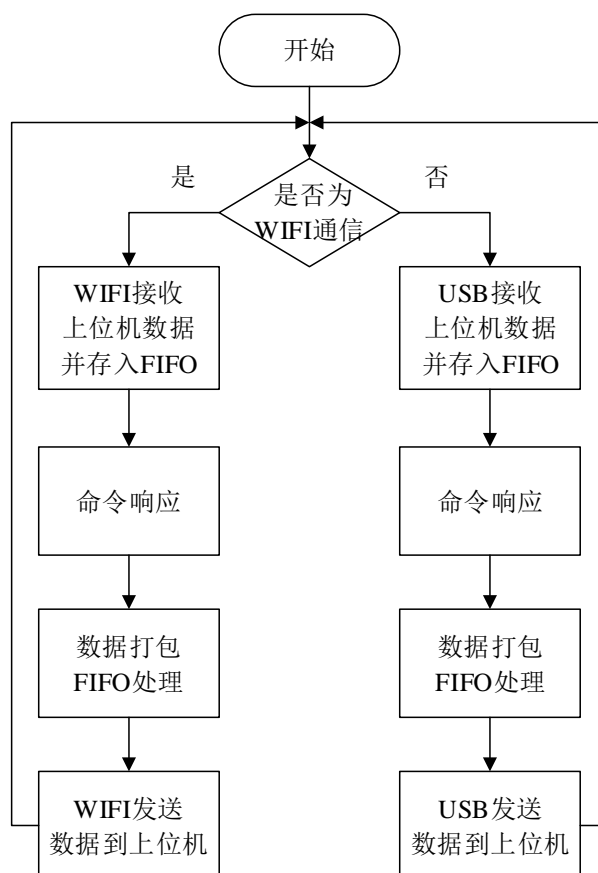 开始
是
否
是否为
WIFI通信
WIFI接收
上位机数据
并存入FIFO
USB接收
上位机数据
并存入FIFO
命令响应
命令响应
数据打包
FIFO处理
数据打包
FIFO处理
WIFI发送
数据到上位机
USB发送
数据到上位机